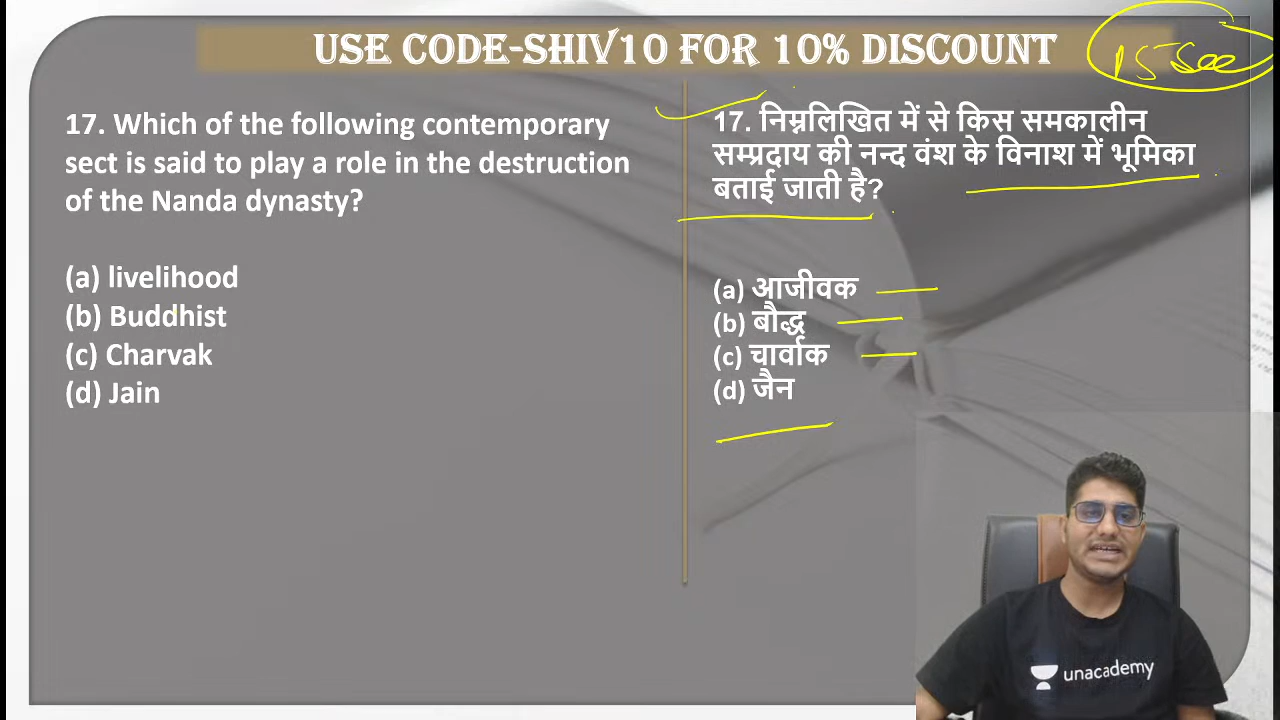 USE CODE-SHIV10 FOR 10% DISCOUNT
17. Which of the following contemporary
sect is said to play a role in the destruction
of the Nanda dynasty?
(a) livelihood
(b) Buddhist
(c) Charvak
(d) Jain
17. निम्नलिखित में से किस समकालीन
सम्प्रदाय की नन्द वंश के विनाश में भूमिका
बताई जाती है?
(a) आजीवक
(b) बौद्ध
(c) चार्वाक
(d) जैन
unacademy